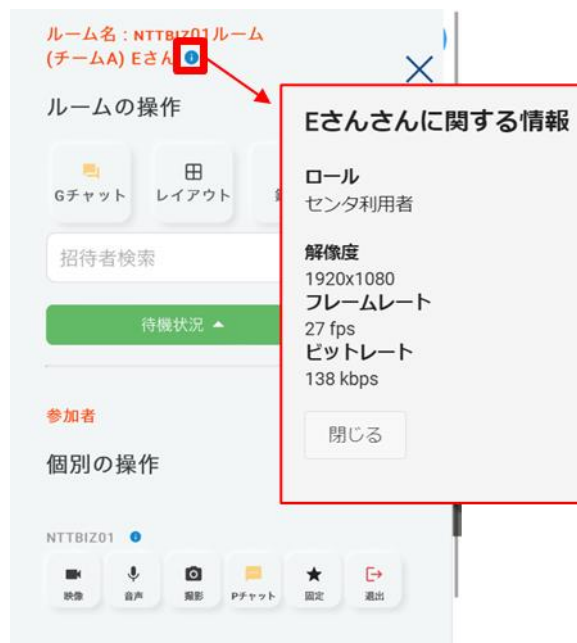 ルーム名：NTTBIZ01ルーム
(チームA) Eさん
ルームの操作
Gチャット
レイアウト
招待者検索
待機状況
参加者
個別の操作
NTTBIZ01
映像
音声
撮影
Pチャット
固定
退出
Eさんさんに関する情報
ロール
センタ利用者
解像度
1920x1080
フレームレート
27 fps
ビットレート
138 kbps
閉じる